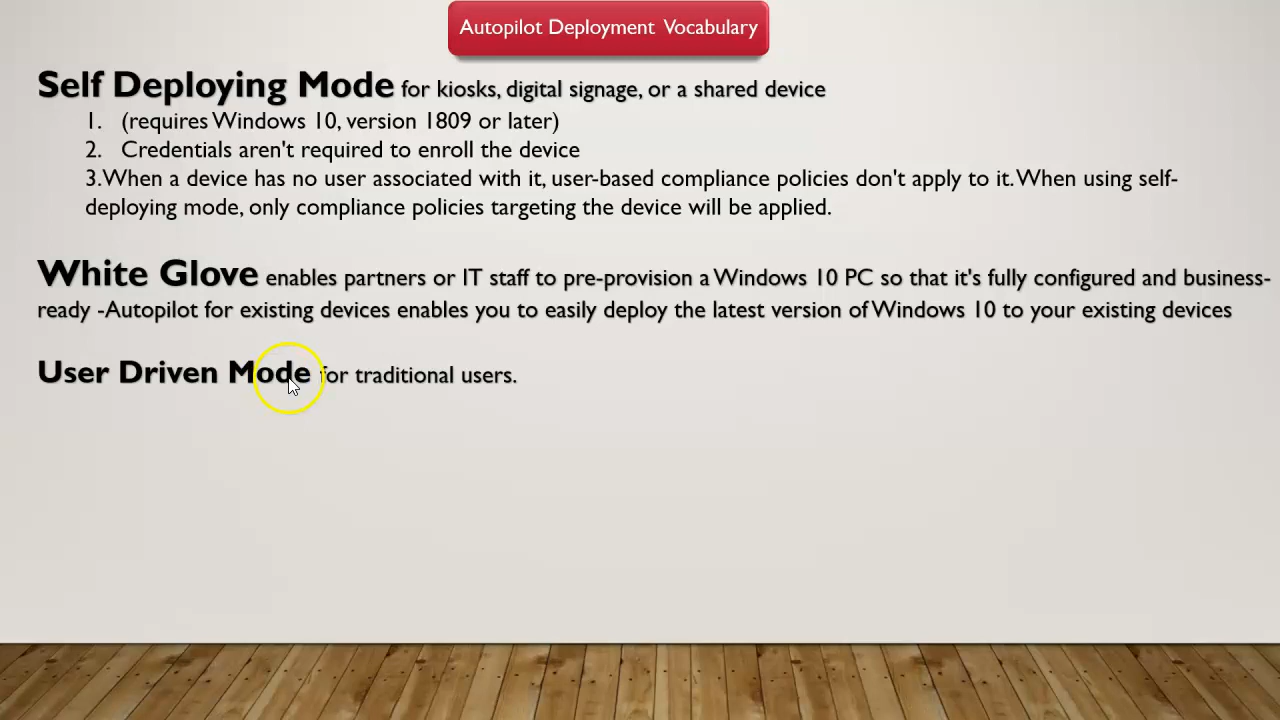 Autopilot Deployment Vocabulary
Self Deploying Mode for kiosks, digital signage, or a shared device
1. (requires Windows 10, version 1809 or later)
2. Credentials aren't required to enroll the device
3.When a device has no user associated with it, user-based compliance policies don't apply to it. When using self-
deploying mode, only compliance policies targeting the device will be applied.
White Glove enables partners or IT staff to pre-provision a Windows 10 PC so that it's fully configured and business-
ready -Autopilot for existing devices enables you to easily deploy the latest version of Windows 10 to your existing devices
User Driven Mode for traditional users.